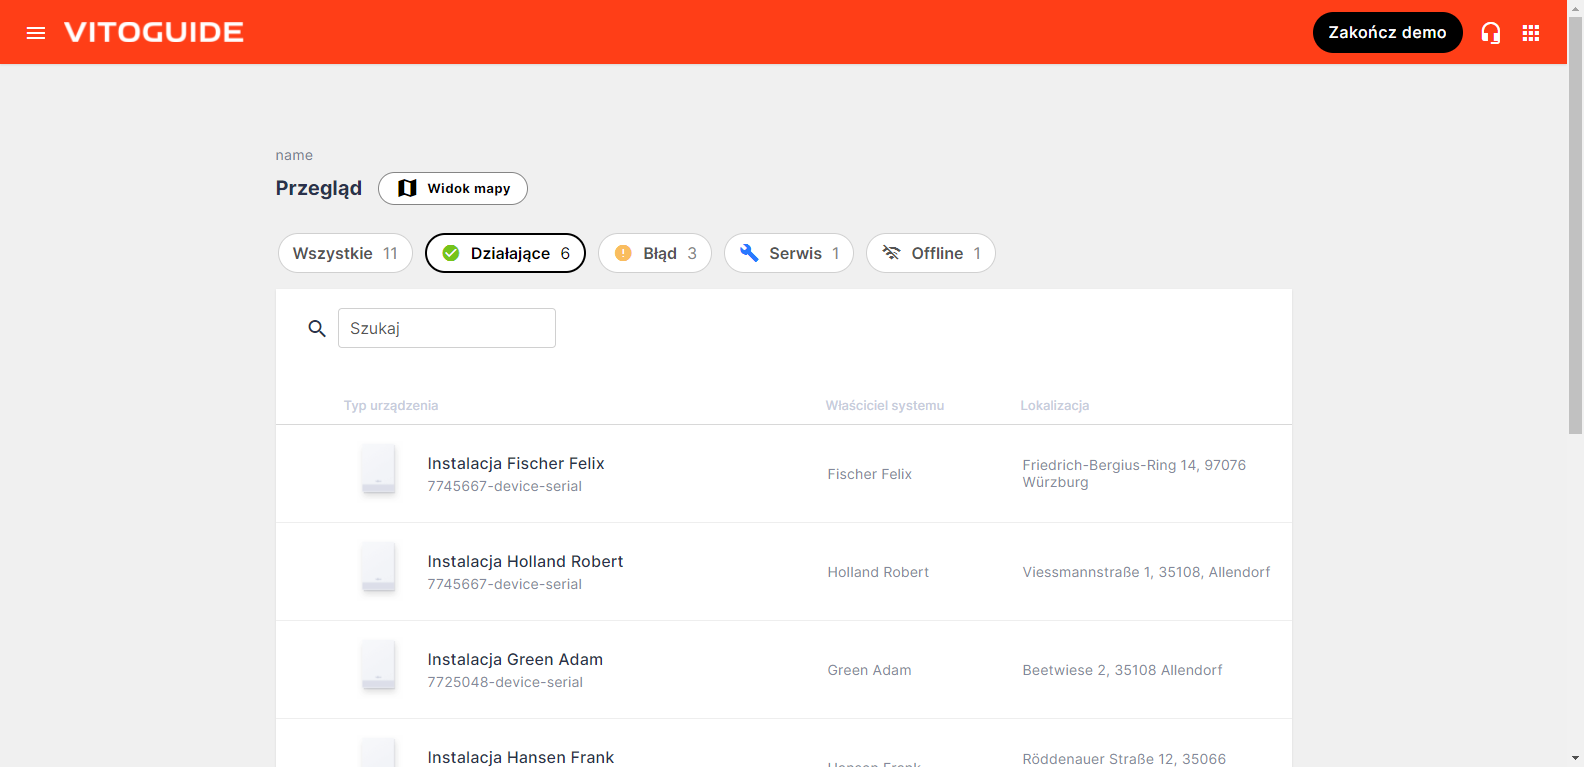 VITOGUIDE
Zakończ demo
name
Przegląd
Widok mapy
Wszystkie 11
Działające 6
Błąd 3
Serwis 1
Offline 1
Szukaj
Typ urządzenia
Właściciel systemu
Lokalizacja
Instalacja Fischer Felix
7745667-device-serial
Fischer Felix
Friedrich-Bergius-Ring 14, 97076
Würzburg
Instalacja Holland Robert
7745667-device-serial
Holland Robert
Viessmannstraße 1, 35108, Allendorf
Instalacja Green Adam
7725048-device-serial
Green Adam
Beetwiese 2, 35108 Allendorf
Instalacja Hansen Frank
Hansen Frank
Röddenauer Straße 12, 35066